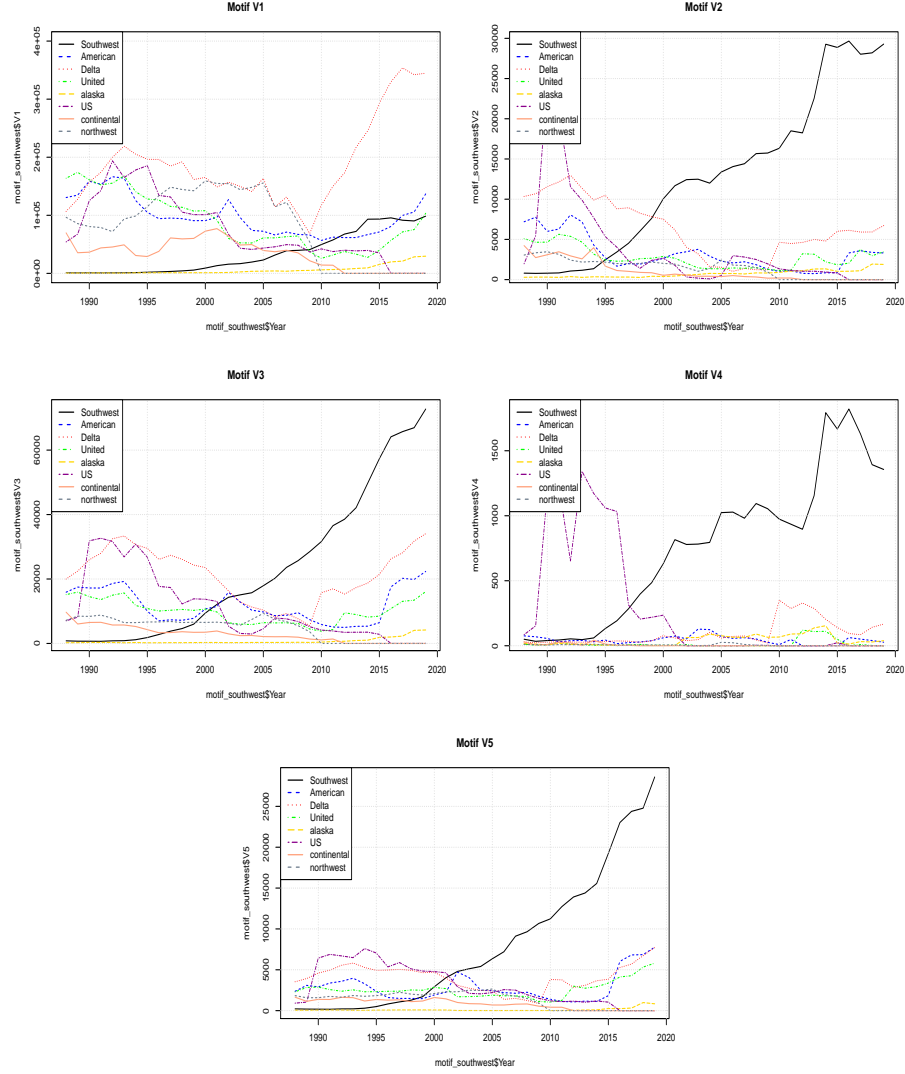 Motif V1
motif_southwest$V1
0e+00 1e+05 2e+05 3e+05 4e+05
Southwest
American
Delta
United
alaska
US
continental
northwest
1990 1995 2000 2005 2010 2015 2020
motif_southwest$Year
Motif V2
motif_southwest$V2
0 5000 10000 15000 20000 25000 30000
Southwest
American
Delta
United
alaska
US
continental
northwest
1990 1995 2000 2005 2010 2015 2020
motif_southwest$Year
Motif V3
motif_southwest$V3
0 20000 40000 60000
Southwest
American
Delta
United
alaska
US
continental
northwest
1990 1995 2000 2005 2010 2015 2020
motif_southwest$Year
Motif V4
motif_southwest$V4
0 500 1000 1500
Southwest
American
Delta
United
alaska
US
continental
northwest
1990 1995 2000 2005 2010 2015 2020
motif_southwest$Year
Motif V5
motif_southwest$V5
0 5000 10000 15000 20000 25000
Southwest
American
Delta
United
alaska
US
continental
northwest
1990 1995 2000 2005 2010 2015 2020
motif_southwest$Year